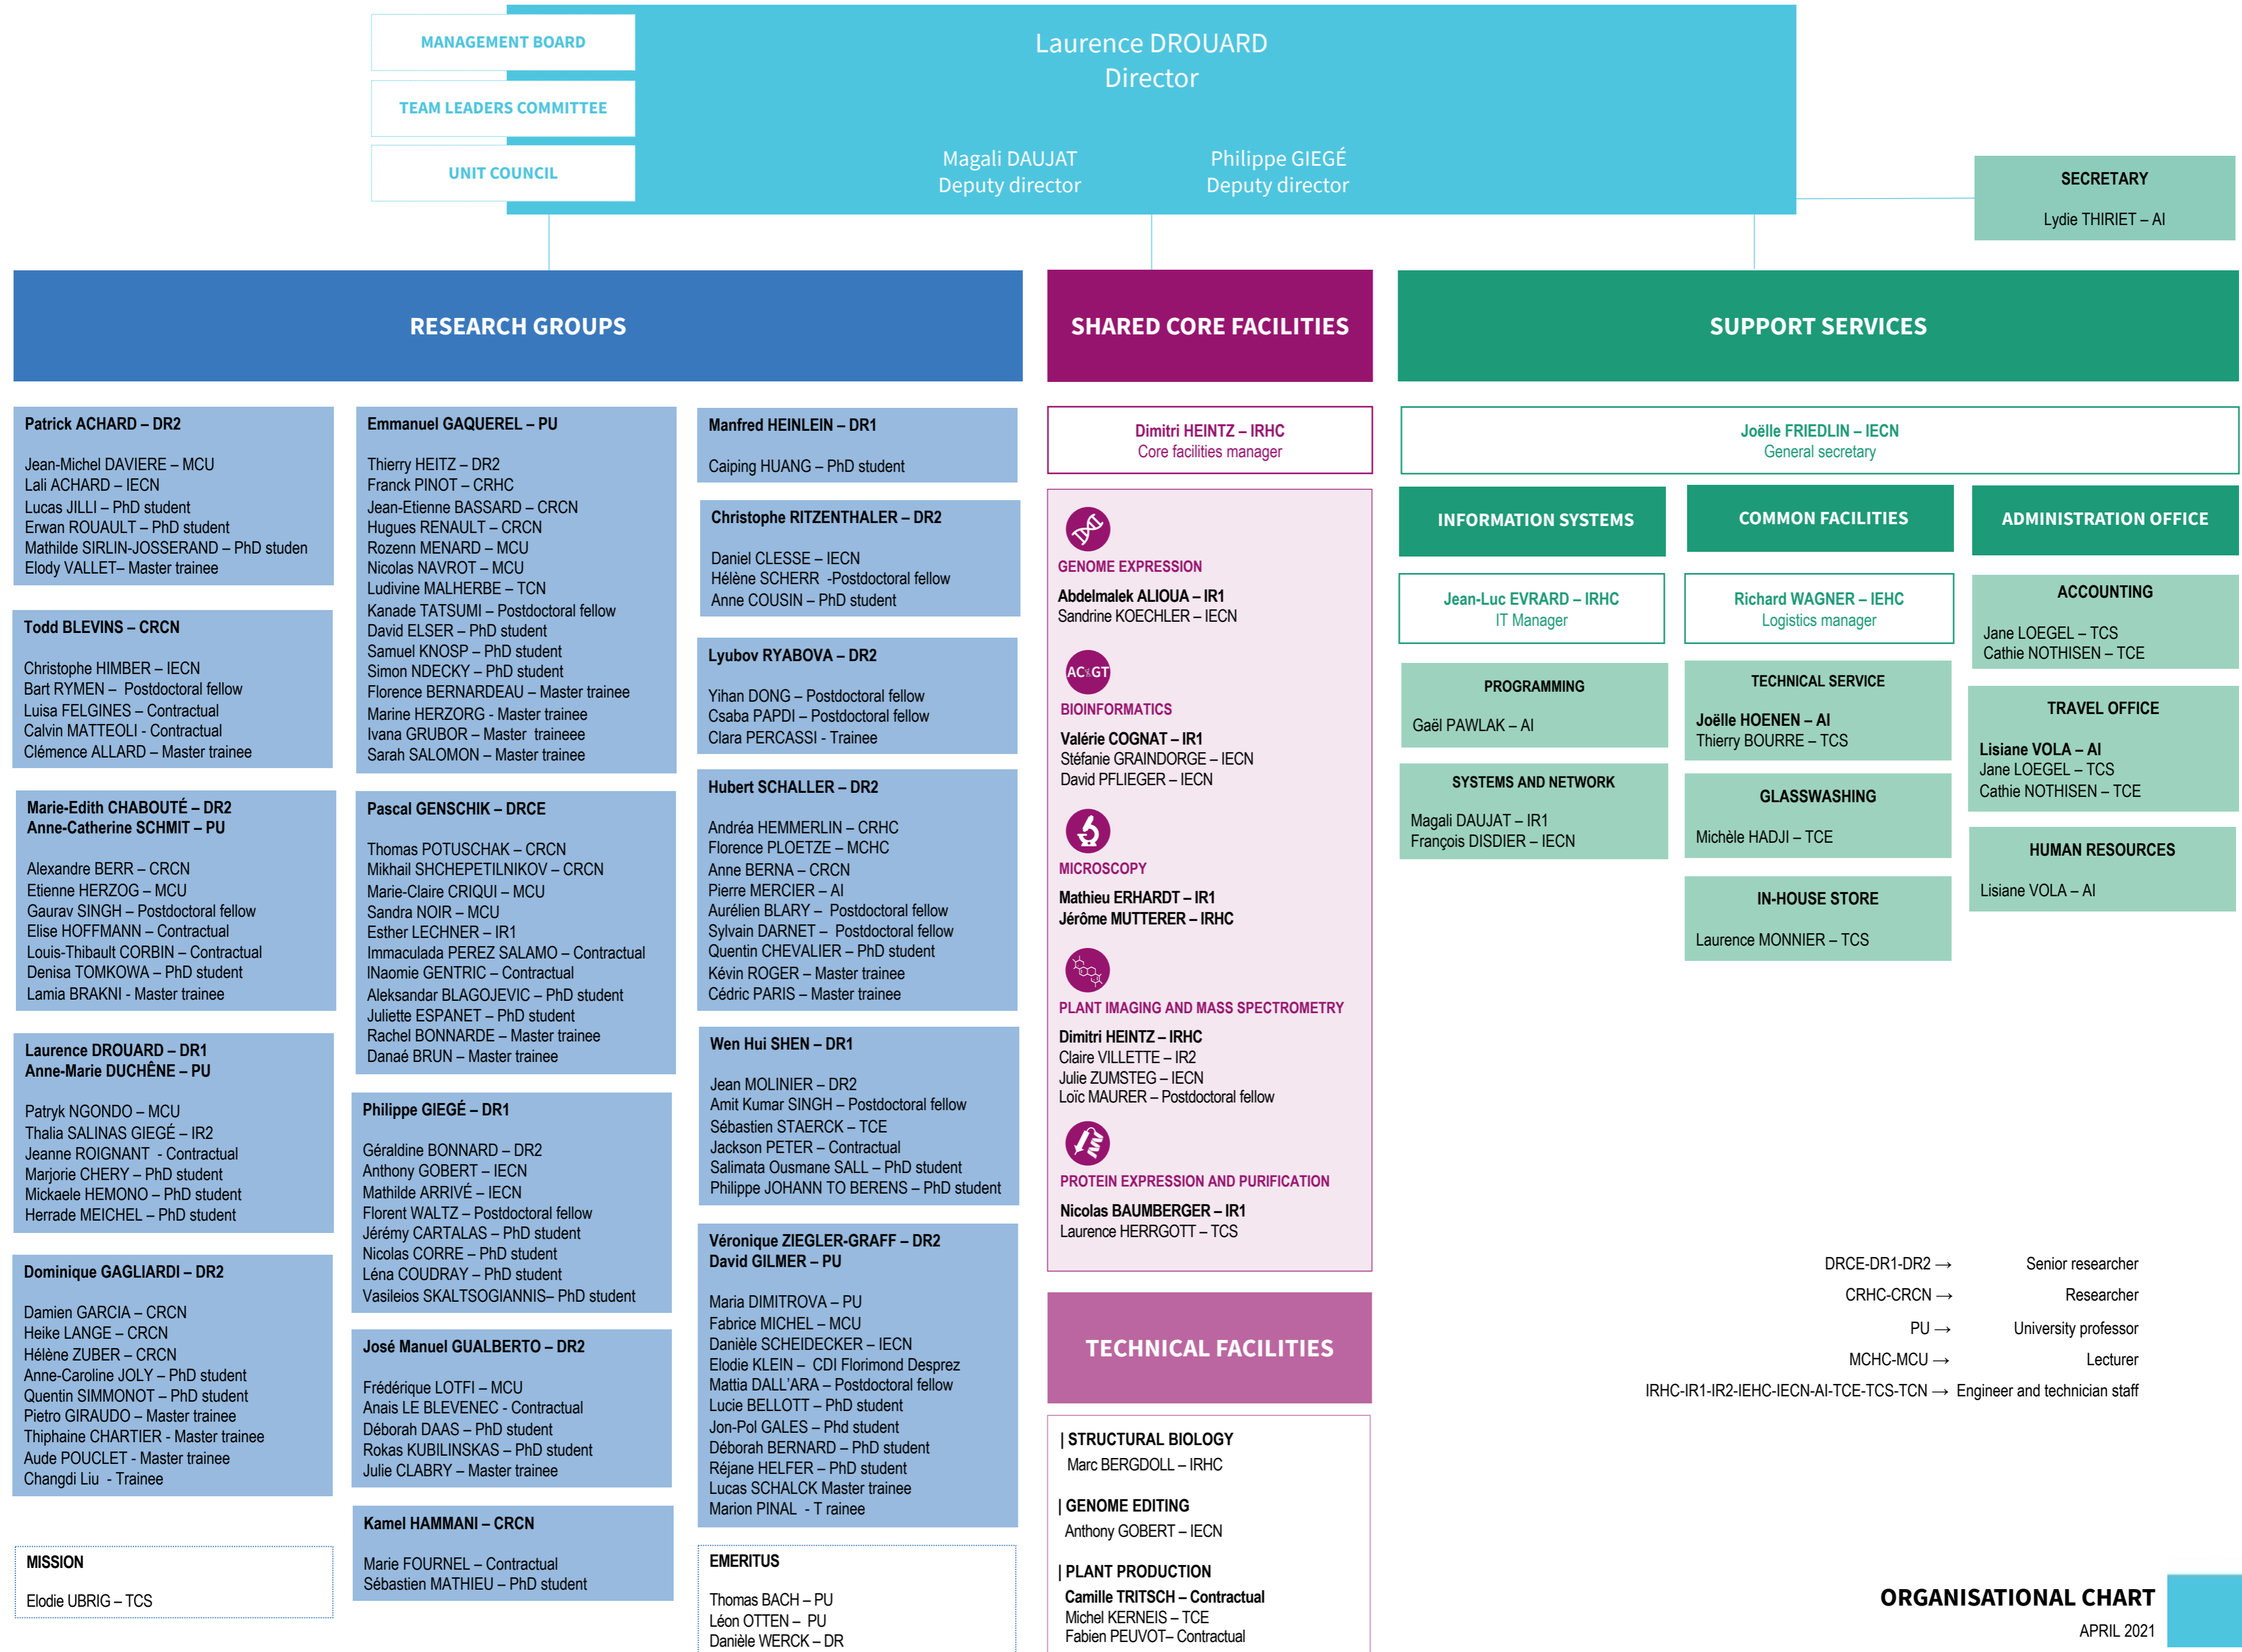 MANAGEMENT BOARD
TEAM LEADERS COMMITTEE
UNIT COUNCIL
Laurence DROUARD
Director
Magali DAUJAT
Deputy director
Philippe GIEGÉ
Deputy director
SECRETARY
Lydie THIRIET – AI
RESEARCH GROUPS
Patrick ACHARD – DR2
Jean-Michel DAVIERE – MCU
Lali ACHARD – IECN
Lucas JILLI – PhD student
Erwan ROUAULT – PhD student
Mathilde SIRLIN-JOSSERAND – PhD studen
Elody VALLET– Master trainee
Todd BLEVINS – CRCN
Christophe HIMBER – IECN
Bart RYMEN – Postdoctoral fellow
Luisa FELGINES – Contractual
Calvin MATTEOLI - Contractual
Clémence ALLARD – Master trainee
Marie-Edith CHABOUTÉ – DR2
Anne-Catherine SCHMIT – PU
Alexandre BERR – CRCN
Etienne HERZOG – MCU
Gaurav SINGH – Postdoctoral fellow
Elise HOFFMANN – Contractual
Louis-Thibault CORBIN – Contractual
Denisa TOMKOWA – PhD student
Lamia BRAKNI - Master trainee
Laurence DROUARD – DR1
Anne-Marie DUCHÊNE – PU
Patryk NGONDO – MCU
Thalia SALINAS GIEGÉ – IR2
Jeanne ROIGNANT - Contractual
Marjorie CHERY – PhD student
Mickaele HEMONO – PhD student
Herrade MEICHEL – PhD student
Dominique GAGLIARDI – DR2
Damien GARCIA – CRCN
Heike LANGE – CRCN
Hélène ZUBER – CRCN
Anne-Caroline JOLY – PhD student
Quentin SIMMONOT – PhD student
Pietro GIRAUDO – Master trainee
Thiphaine CHARTIER - Master trainee
Aude POUCLET - Master trainee
Changdi Liu - Trainee
MISSION
Elodie UBRIG – TCS
Emmanuel GAQUEREL – PU
Thierry HEITZ – DR2
Franck PINOT – CRHC
Jean-Etienne BASSARD – CRCN
Hugues RENAULT – CRCN
Rozenn MENARD – MCU
Nicolas NAVROT – MCU
Ludivine MALHERBE – TCN
Kanade TATSUMI – Postdoctoral fellow
David ELSER – PhD student
Samuel KNOSP – PhD student
Simon NDECKY – PhD student
Florence BERNARDEAU – Master trainee
Marine HERZORG - Master trainee
Ivana GRUBOR – Master traineee
Sarah SALOMON – Master trainee
Pascal GENSCHIK – DRCE
Thomas POTUSCHAK – CRCN
Mikhail SHCHEPETILNIKOV – CRCN
Marie-Claire CRIQUI – MCU
Sandra NOIR – MCU
Esther LECHNER – IR1
Immaculada PEREZ SALAMO – Contractual
lNaomie GENTRIC – Contractual
Aleksandar BLAGOJEVIC – PhD student
Juliette ESPANET – PhD student
Rachel BONNARDE – Master trainee
Danaé BRUN – Master trainee
Philippe GIEGÉ – DR1
Géraldine BONNARD – DR2
Anthony GOBERT – IECN
Mathilde ARRIVÉ – IECN
Florent WALTZ – Postdoctoral fellow
Jérémy CARTALAS – PhD student
Nicolas CORRE – PhD student
Léna COUDRAY – PhD student
Vasileios SKALTSOGIANNIS– PhD student
José Manuel GUALBERTO – DR2
Frédérique LOTFI – MCU
Anais LE BLEVENEC - Contractual
Déborah DAAS – PhD student
Rokas KUBILINSKAS – PhD student
Julie CLABRY – Master trainee
Kamel HAMMANI – CRCN
Marie FOURNEL – Contractual
Sébastien MATHIEU – PhD student
Manfred HEINLEIN – DR1
Caiping HUANG – PhD student
Christophe RITZENTHALER – DR2
Daniel CLESSE – IECN
Hélène SCHERR -Postdoctoral fellow
Anne COUSIN – PhD student
Lyubov RYABOVA – DR2
Yihan DONG – Postdoctoral fellow
Csaba PAPDI – Postdoctoral fellow
Clara PERCASSI - Trainee
Hubert SCHALLER – DR2
Andréa HEMMERLIN – CRHC
Florence PLOETZE – MCHC
Anne BERNA – CRCN
Pierre MERCIER – AI
Aurélien BLARY – Postdoctoral fellow
Sylvain DARNET – Postdoctoral fellow
Quentin CHEVALIER – PhD student
Kévin ROGER – Master trainee
Cédric PARIS – Master trainee
Wen Hui SHEN – DR1
Jean MOLINIER – DR2
Amit Kumar SINGH – Postdoctoral fellow
Sébastien STAERCK – TCE
Jackson PETER – Contractual
Salimata Ousmane SALL – PhD student
Philippe JOHANN TO BERENS – PhD student
Véronique ZIEGLER-GRAFF – DR2
David GILMER – PU
Maria DIMITROVA – PU
Fabrice MICHEL – MCU
Danièle SCHEIDECKER – IECN
Elodie KLEIN – CDI Florimond Desprez
Mattia DALL'ARA – Postdoctoral fellow
Lucie BELLOTT – PhD student
Jon-Pol GALES – Phd student
Déborah BERNARD – PhD student
Réjane HELFER – PhD student
Lucas SCHALCK Master trainee
Marion PINAL - T rainee
EMERITUS
Thomas BACH – PU
Léon OTTEN – PU
Danièle WERCK – DR
SHARED CORE FACILITIES
Dimitri HEINTZ – IRHC
Core facilities manager
GENOME EXPRESSION
Abdelmalek ALIOUA – IR1
Sandrine KOECHLER – IECN
BIOINFORMATICS
Valérie COGNAT – IR1
Stéfanie GRAINDORGE – IECN
David PFLIEGER – IECN
MICROSCOPY
Mathieu ERHARDT – IR1
Jérôme MUTTERER – IRHC
PLANT IMAGING AND MASS SPECTROMETRY
Dimitri HEINTZ – IRHC
Claire VILLETTE – IR2
Julie ZUMSTEG – IECN
Loïc MAURER – Postdoctoral fellow
PROTEIN EXPRESSION AND PURIFICATION
Nicolas BAUMBERGER – IR1
Laurence HERRGOTT – TCS
TECHNICAL FACILITIES
| STRUCTURAL BIOLOGY
Marc BERGDOLL – IRHC
| GENOME EDITING
Anthony GOBERT – IECN
| PLANT PRODUCTION
Camille TRITSCH – Contractual
Michel KERNEIS – TCE
Fabien PEUVOT– Contractual
SUPPORT SERVICES
Joëlle FRIEDLIN – IECN
General secretary
INFORMATION SYSTEMS
Jean-Luc EVRARD – IRHC
IT Manager
PROGRAMMING
Gaël PAWLAK – AI
SYSTEMS AND NETWORK
Magali DAUJAT – IR1
François DISDIER – IECN
COMMON FACILITIES
Richard WAGNER – IEHC
Logistics manager
TECHNICAL SERVICE
Joëlle HOENEN – AI
Thierry BOURRE – TCS
GLASSWASHING
Michèle HADJI – TCE
IN-HOUSE STORE
Laurence MONNIER – TCS
ADMINISTRATION OFFICE
ACCOUNTING
Jane LOEGEL – TCS
Cathie NOTHISEN – TCE
TRAVEL OFFICE
Lisiane VOLA – AI
Jane LOEGEL – TCS
Cathie NOTHISEN – TCE
HUMAN RESOURCES
Lisiane VOLA – AI
DRCE-DR1-DR2 → Senior researcher
CRHC-CRCN → Researcher
PU → University professor
MCHC-MCU → Lecturer
IRHC-IR1-IR2-IEHC-IECN-AI-TCE-TCS-TCN → Engineer and technician staff
ORGANISATIONAL CHART
APRIL 2021